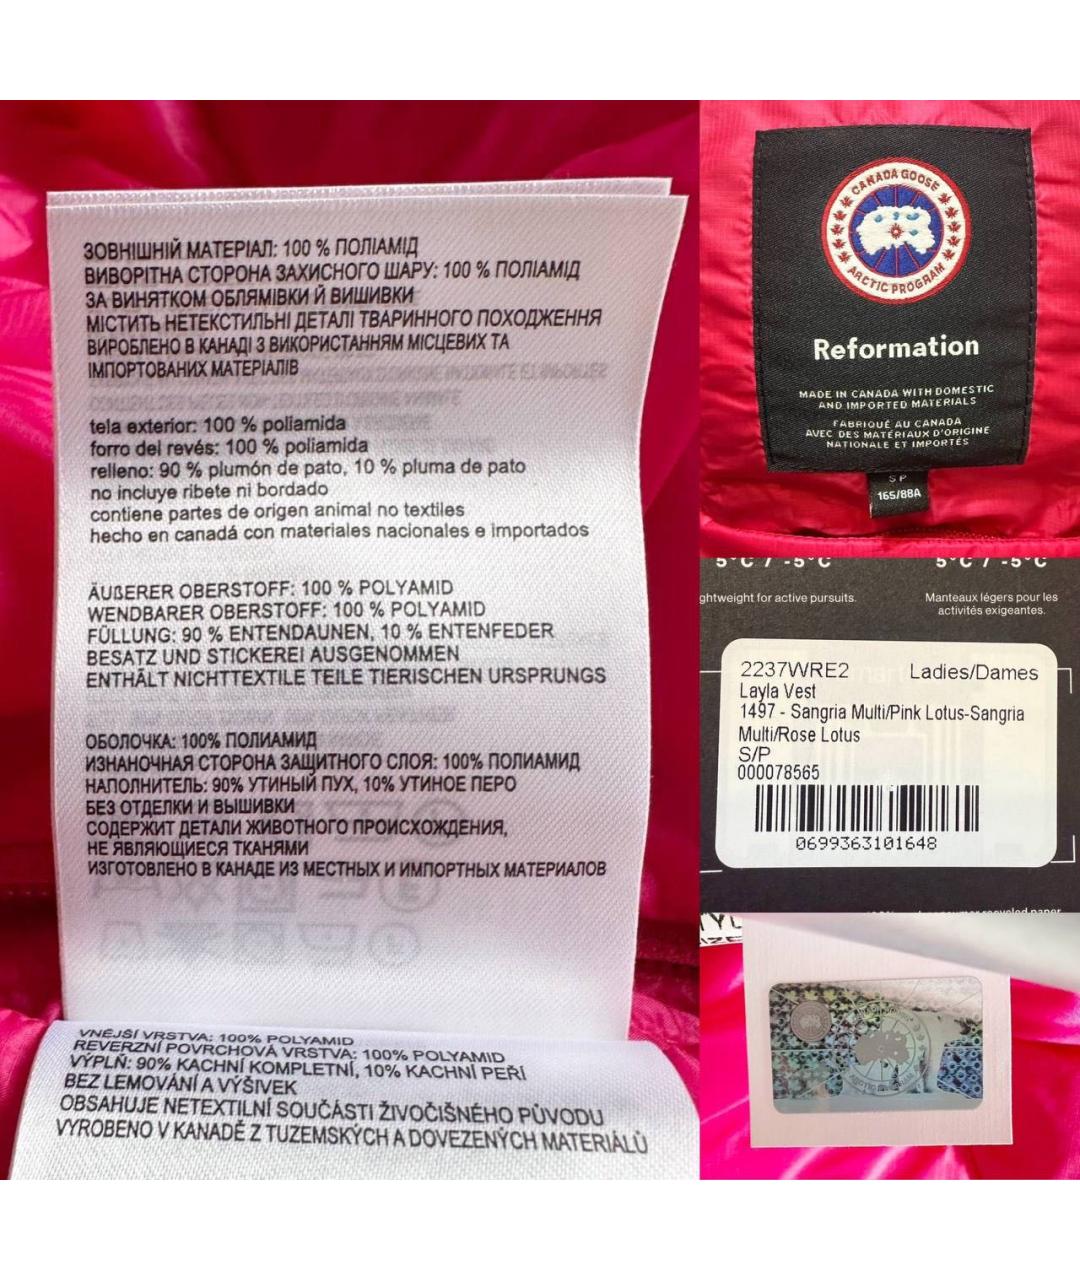 ЗОВНІШНІЙ МАТЕРІАЛ: 100 % ПОЛІАМІД
ВИВОРІТНА СТОРОНА ЗАХИСНОГО ШАРУ: 100 % ПОЛІАМІД
ЗА ВИНЯТКОМ ОБЛЯМІВКИ Й ВИШИВКИ
МІСТИТЬ НЕТЕКСТИЛЬНІ ДЕТАЛІ ТВАРИННОГО ПОХОДЖЕННЯ
ВИРОБЛЕНО В КАНАДІ З ВИКОРИСТАННЯМ МІСЦЕВИХ ТА
ІМПОРТОВАНИХ МАТЕРІАЛІВ
tela exterior: 100 % poliamida
forro del revés: 100 % poliamida
relleno: 90 % plumón de pato, 10 % pluma de pato
no incluye ribete ni bordado
contiene partes de origen animal no textiles
hecho en canadá con materiales nacionales e importados
ÄUßERER OBERSTOFF: 100 % POLYAMID
WENDBARER OBERSTOFF: 100 % POLYAMID
FÜLLUNG: 90 % ENTENDAUNEN, 10 % ENTENFEDER
BESATZ UND STICKEREI AUSGENOMMEN
ENTHÄLT NICHTTEXTILE TEILE TIERISCHEN URSPRUNGS
ОБОЛОЧКА: 100% ПОЛИАМИД
ИЗНАНОЧНАЯ СТОРОНА ЗАЩИТНОГО СЛОЯ: 100% ПОЛИАМИД
НАПОЛНИТЕЛЬ: 90% УТИНЫЙ ПУХ, 10% УТИНОЕ ПЕРО
БЕЗ ОТДЕЛКИ И ВЫШИВКИ
СОДЕРЖИТ ДЕТАЛИ ЖИВОТНОГО ПРОИСХОЖДЕНИЯ,
НЕ ЯВЛЯЮЩИЕСЯ ТКАНЯМИ
ИЗГОТОВЛЕНО В КАНАДЕ ИЗ МЕСТНЫХ И ИМПОРТНЫХ МАТЕРИАЛОВ
VNĚJŠÍ VRSTVA: 100% POLYAMID
REVERZNÍ POVRCHOVÁ VRSTVA: 100% POLYAMID
VÝPLŇ: 90% KACHNÍ KOMPLETNÍ, 10% KACHNÍ PEŘÍ
BEZ LEMOVÁNÍ A VÝŠIVEK
OBSAHUJE NETEXTILNÍ SOUČÁSTI ŽIVOČIŠNÉHO PŮVODU
VYROBENO V KANADĚ Z TUZEMSKÝCH A DOVEZENÝCH MATERIÁLŮ
CANADA GOOSE
ARCTIC PROGRAM
Reformation
MADE IN CANADA WITH DOMESTIC
AND IMPORTED MATERIALS
FABRIQUÉ AU CANADA
AVEC DES MATÉRIAUX D'ORIGINE
NATIONALE ET IMPORTÉS
S P
165/88A
5°C / -5°C
5°C / -5°C
ghtweight for active pursuits.
Manteaux légers pour les
activités exigeantes.
2237WRE2 Ladies/Dames
Layla Vest
1497 - Sangria Multi/Pink Lotus-Sangria
Multi/Rose Lotus
S/P
000078565
0699363101648